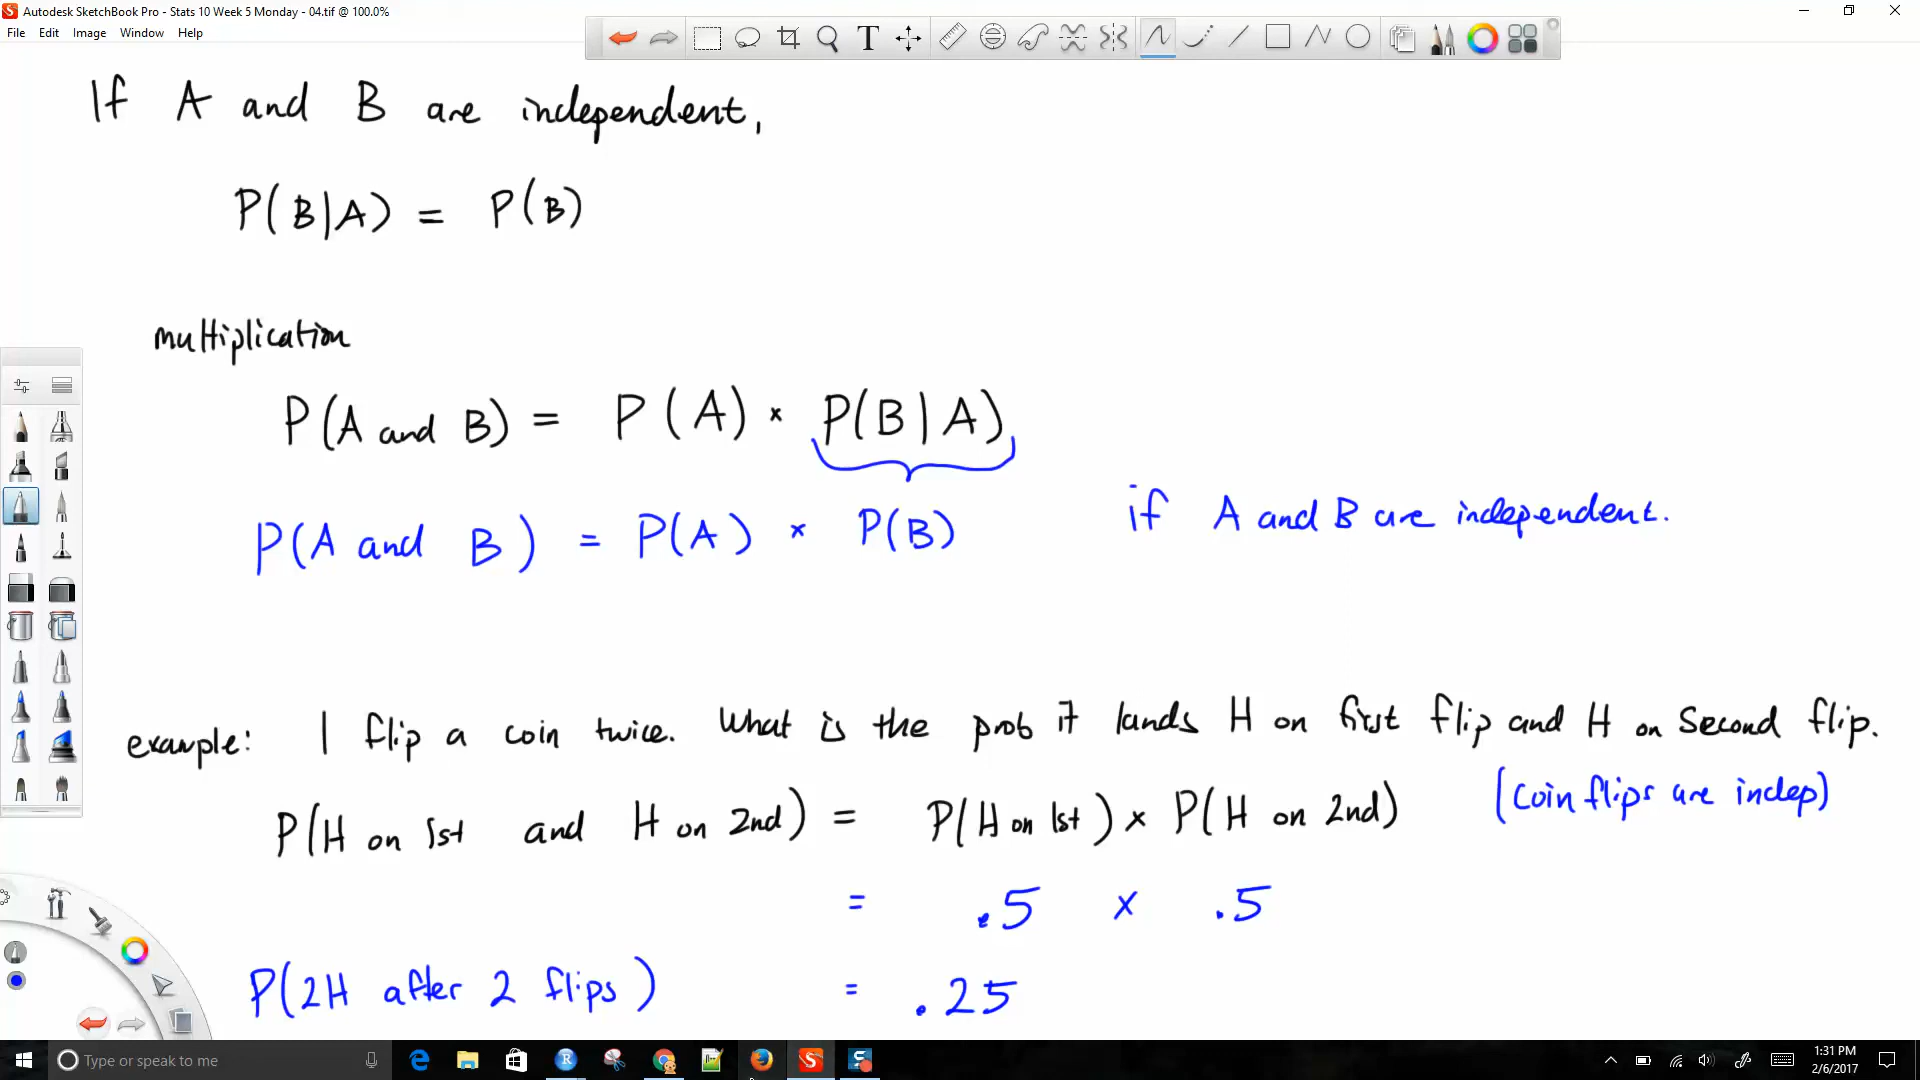 Autodesk SketchBook Pro - Stats 10 Week 5 Monday - 04.tif @ 100.0%
File Edit Image Window Help
If A and B are independent,
P(B|A) = P(B)
multiplication
P(A and B) = P(A) × P(B|A)
P(A and B) = P(A) × P(B) if A and B are independent.
example: I flip a coin twice. What is the prob it lands H on first flip and H on second flip.
P(H on 1st and H on 2nd) = P(H on 1st) × P(H on 2nd) (coin flips are indep)
= .5 × .5
P(2H after 2 flips) = .25
Type or speak to me
1:31 PM
2/6/2017